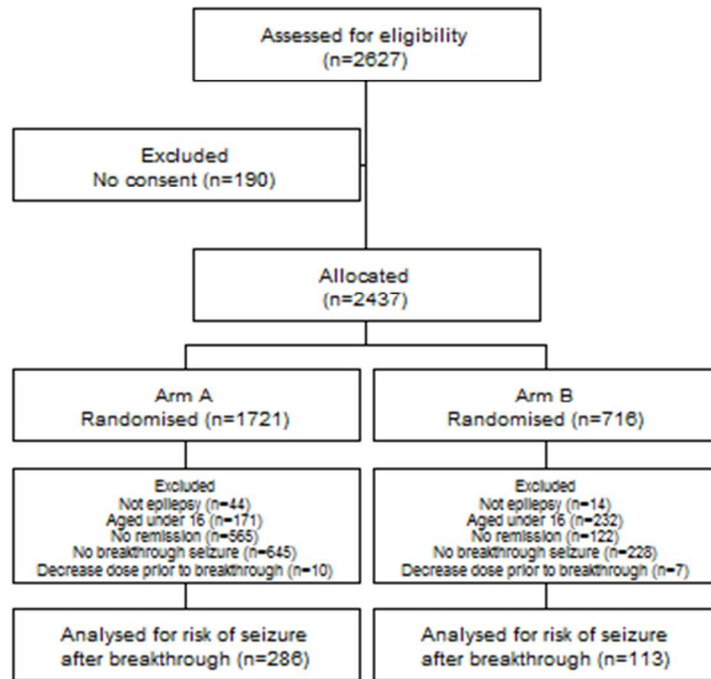 Assessed for eligibility
(n=2627)
Excluded
No consent (n=190)
Allocated
(n=2437)
Arm A
Randomised (n=1721)
Arm B
Randomised (n=716)
Excluded
Not epilepsy (n=44)
Aged under 16 (n=171)
No remission (n=565)
No breakthrough seizure (n=645)
Decrease dose prior to breakthrough (n=10)
Excluded
Not epilepsy (n=14)
Aged under 16 (n=232)
No remission (n=122)
No breakthrough seizure (n=228)
Decrease dose prior to breakthrough (n=7)
Analysed for risk of seizure
after breakthrough (n=286)
Analysed for risk of seizure
after breakthrough (n=113)